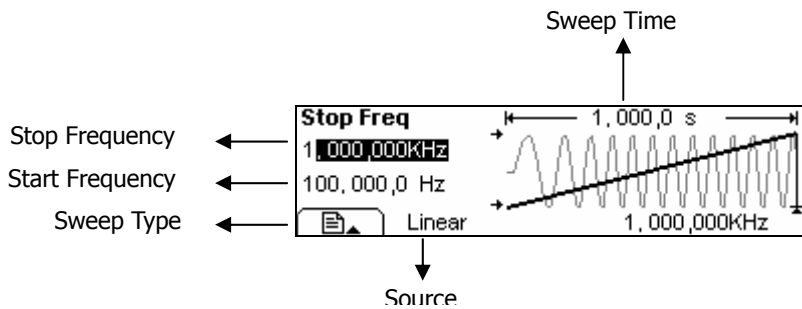 Sweep Time
Stop Freq
1,000,0 s
Stop Frequency
1,000,000KHz
Start Frequency
100,000,0 Hz
Sweep Type
Linear
1,000,000KHz
Source